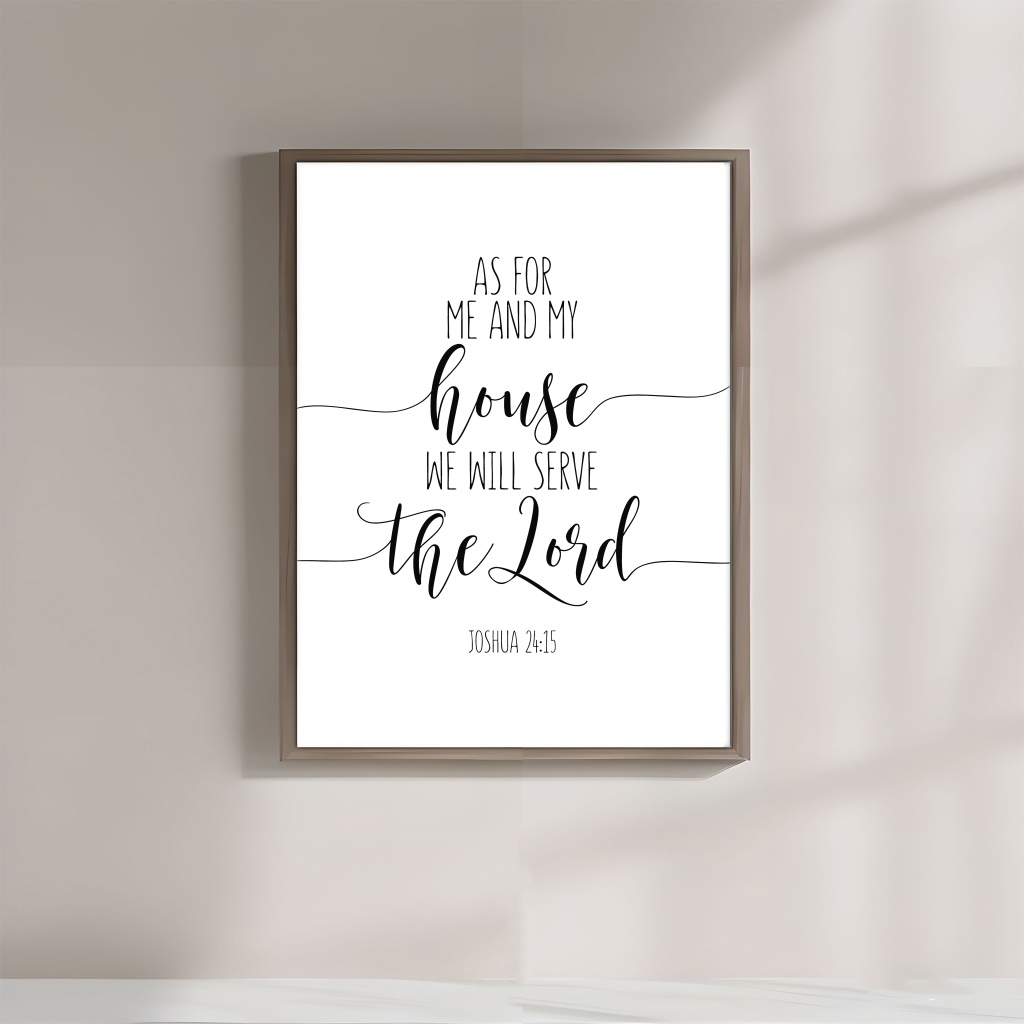 AS FOR
ME AND MY
house
WE WILL SERVE
the Lord
JOSHUA 24:15